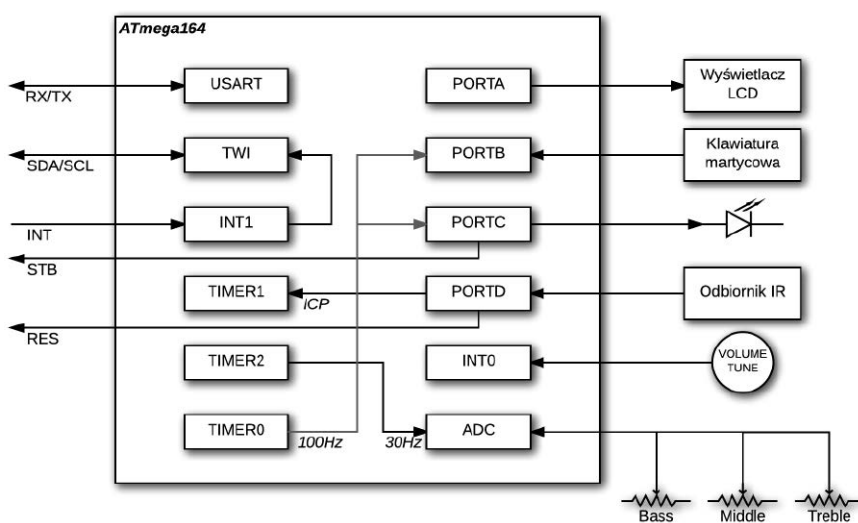 ATmega164
RX/TX
USART
PORTA
Wyświetlacz
LCD
SDA/SCL
TWI
PORTB
Klawiatura
martycowa
INT
INT1
PORTC
STB
TIMER1
ICP
PORTD
Odbiornik IR
RES
TIMER2
INT0
VOLUME
TUNE
TIMER0
100Hz
30Hz
ADC
Bass
Middle
Treble